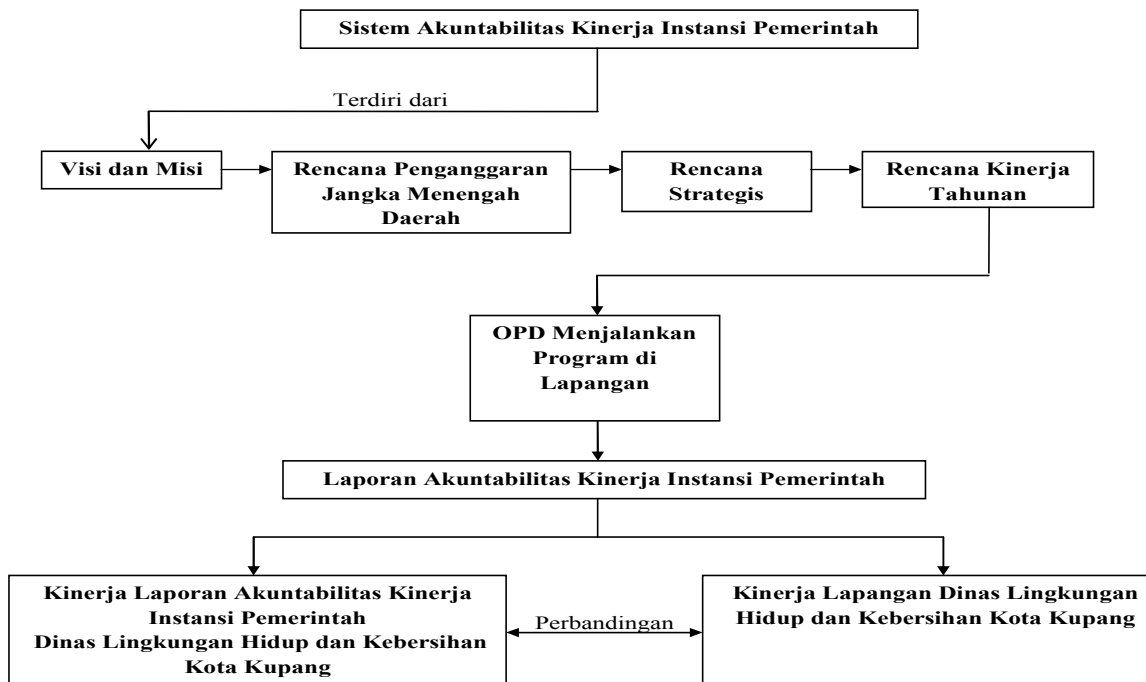 Sistem Akuntabilitas Kinerja Instansi Pemerintah
Terdiri dari
Visi dan Misi
Rencana Penganggaran
Jangka Menengah
Daerah
Rencana
Strategis
Rencana Kinerja
Tahunan
OPD Menjalankan
Program di
Lapangan
Laporan Akuntabilitas Kinerja Instansi Pemerintah
Kinerja Laporan Akuntabilitas Kinerja
Instansi Pemerintah
Dinas Lingkungan Hidup dan Kebersihan
Kota Kupang
Perbandingan
Kinerja Lapangan Dinas Lingkungan
Hidup dan Kebersihan Kota Kupang